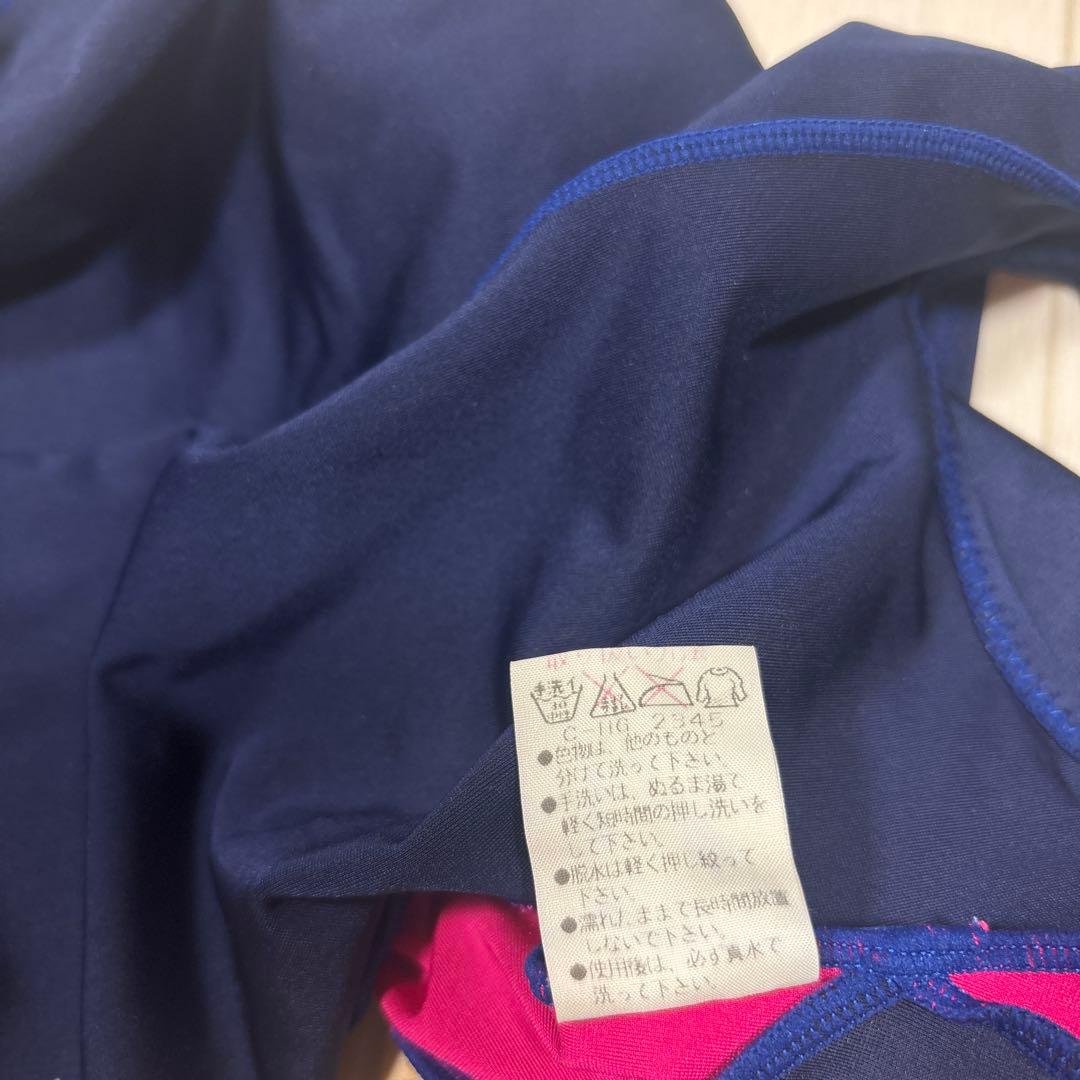 手洗イ
40
C-HG 2345
●色物は、他のものと
分けて洗って下さい。
●手洗いは、ぬるま湯で
軽く短時間の押し洗いを
して下さい。
●脱水は軽く押し絞って
下さい。
●濡れたままで長時間放置
しないで下さい。
●使用後は、必ず真水で
洗って下さい。